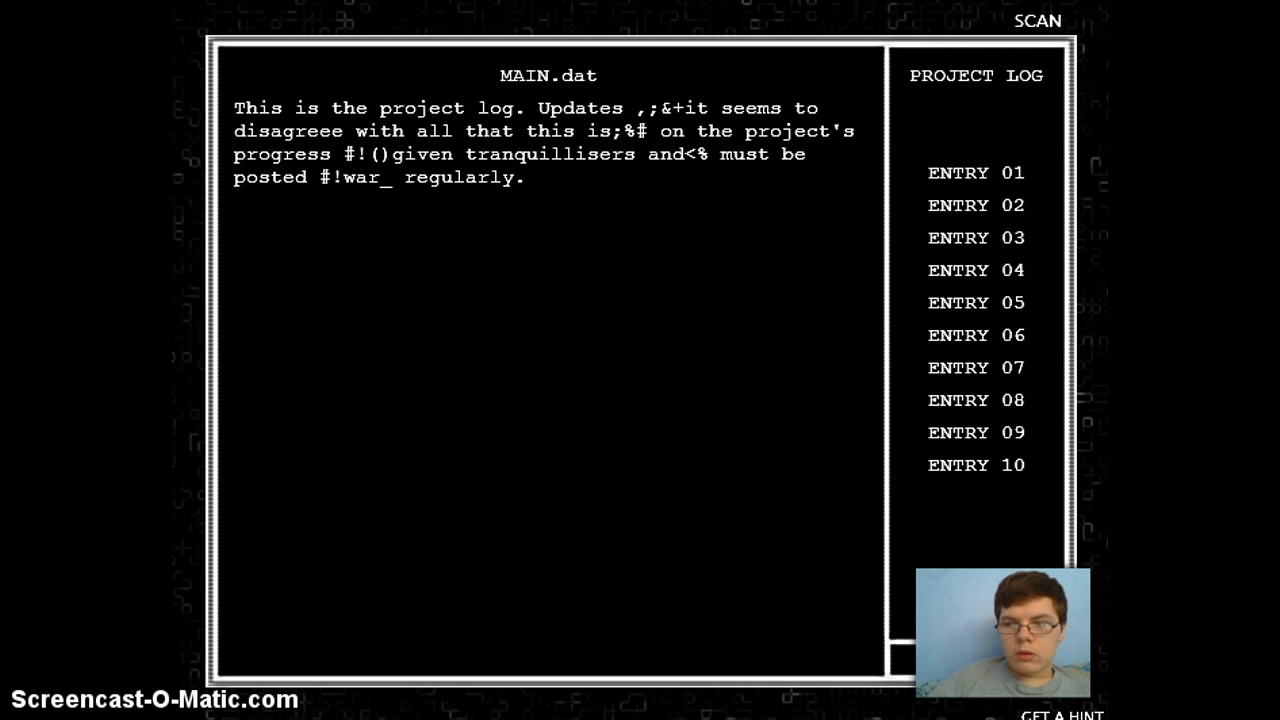 SCAN
MAIN.dat
This is the project log. Updates ,;&+it seems to
disagreee with all that this is;%# on the project's
progress #!()given tranquillisers and<% must be
posted #!war_ regularly.
PROJECT LOG
ENTRY 01
ENTRY 02
ENTRY 03
ENTRY 04
ENTRY 05
ENTRY 06
ENTRY 07
ENTRY 08
ENTRY 09
ENTRY 10
Screencast-O-Matic.com
GET A HINT